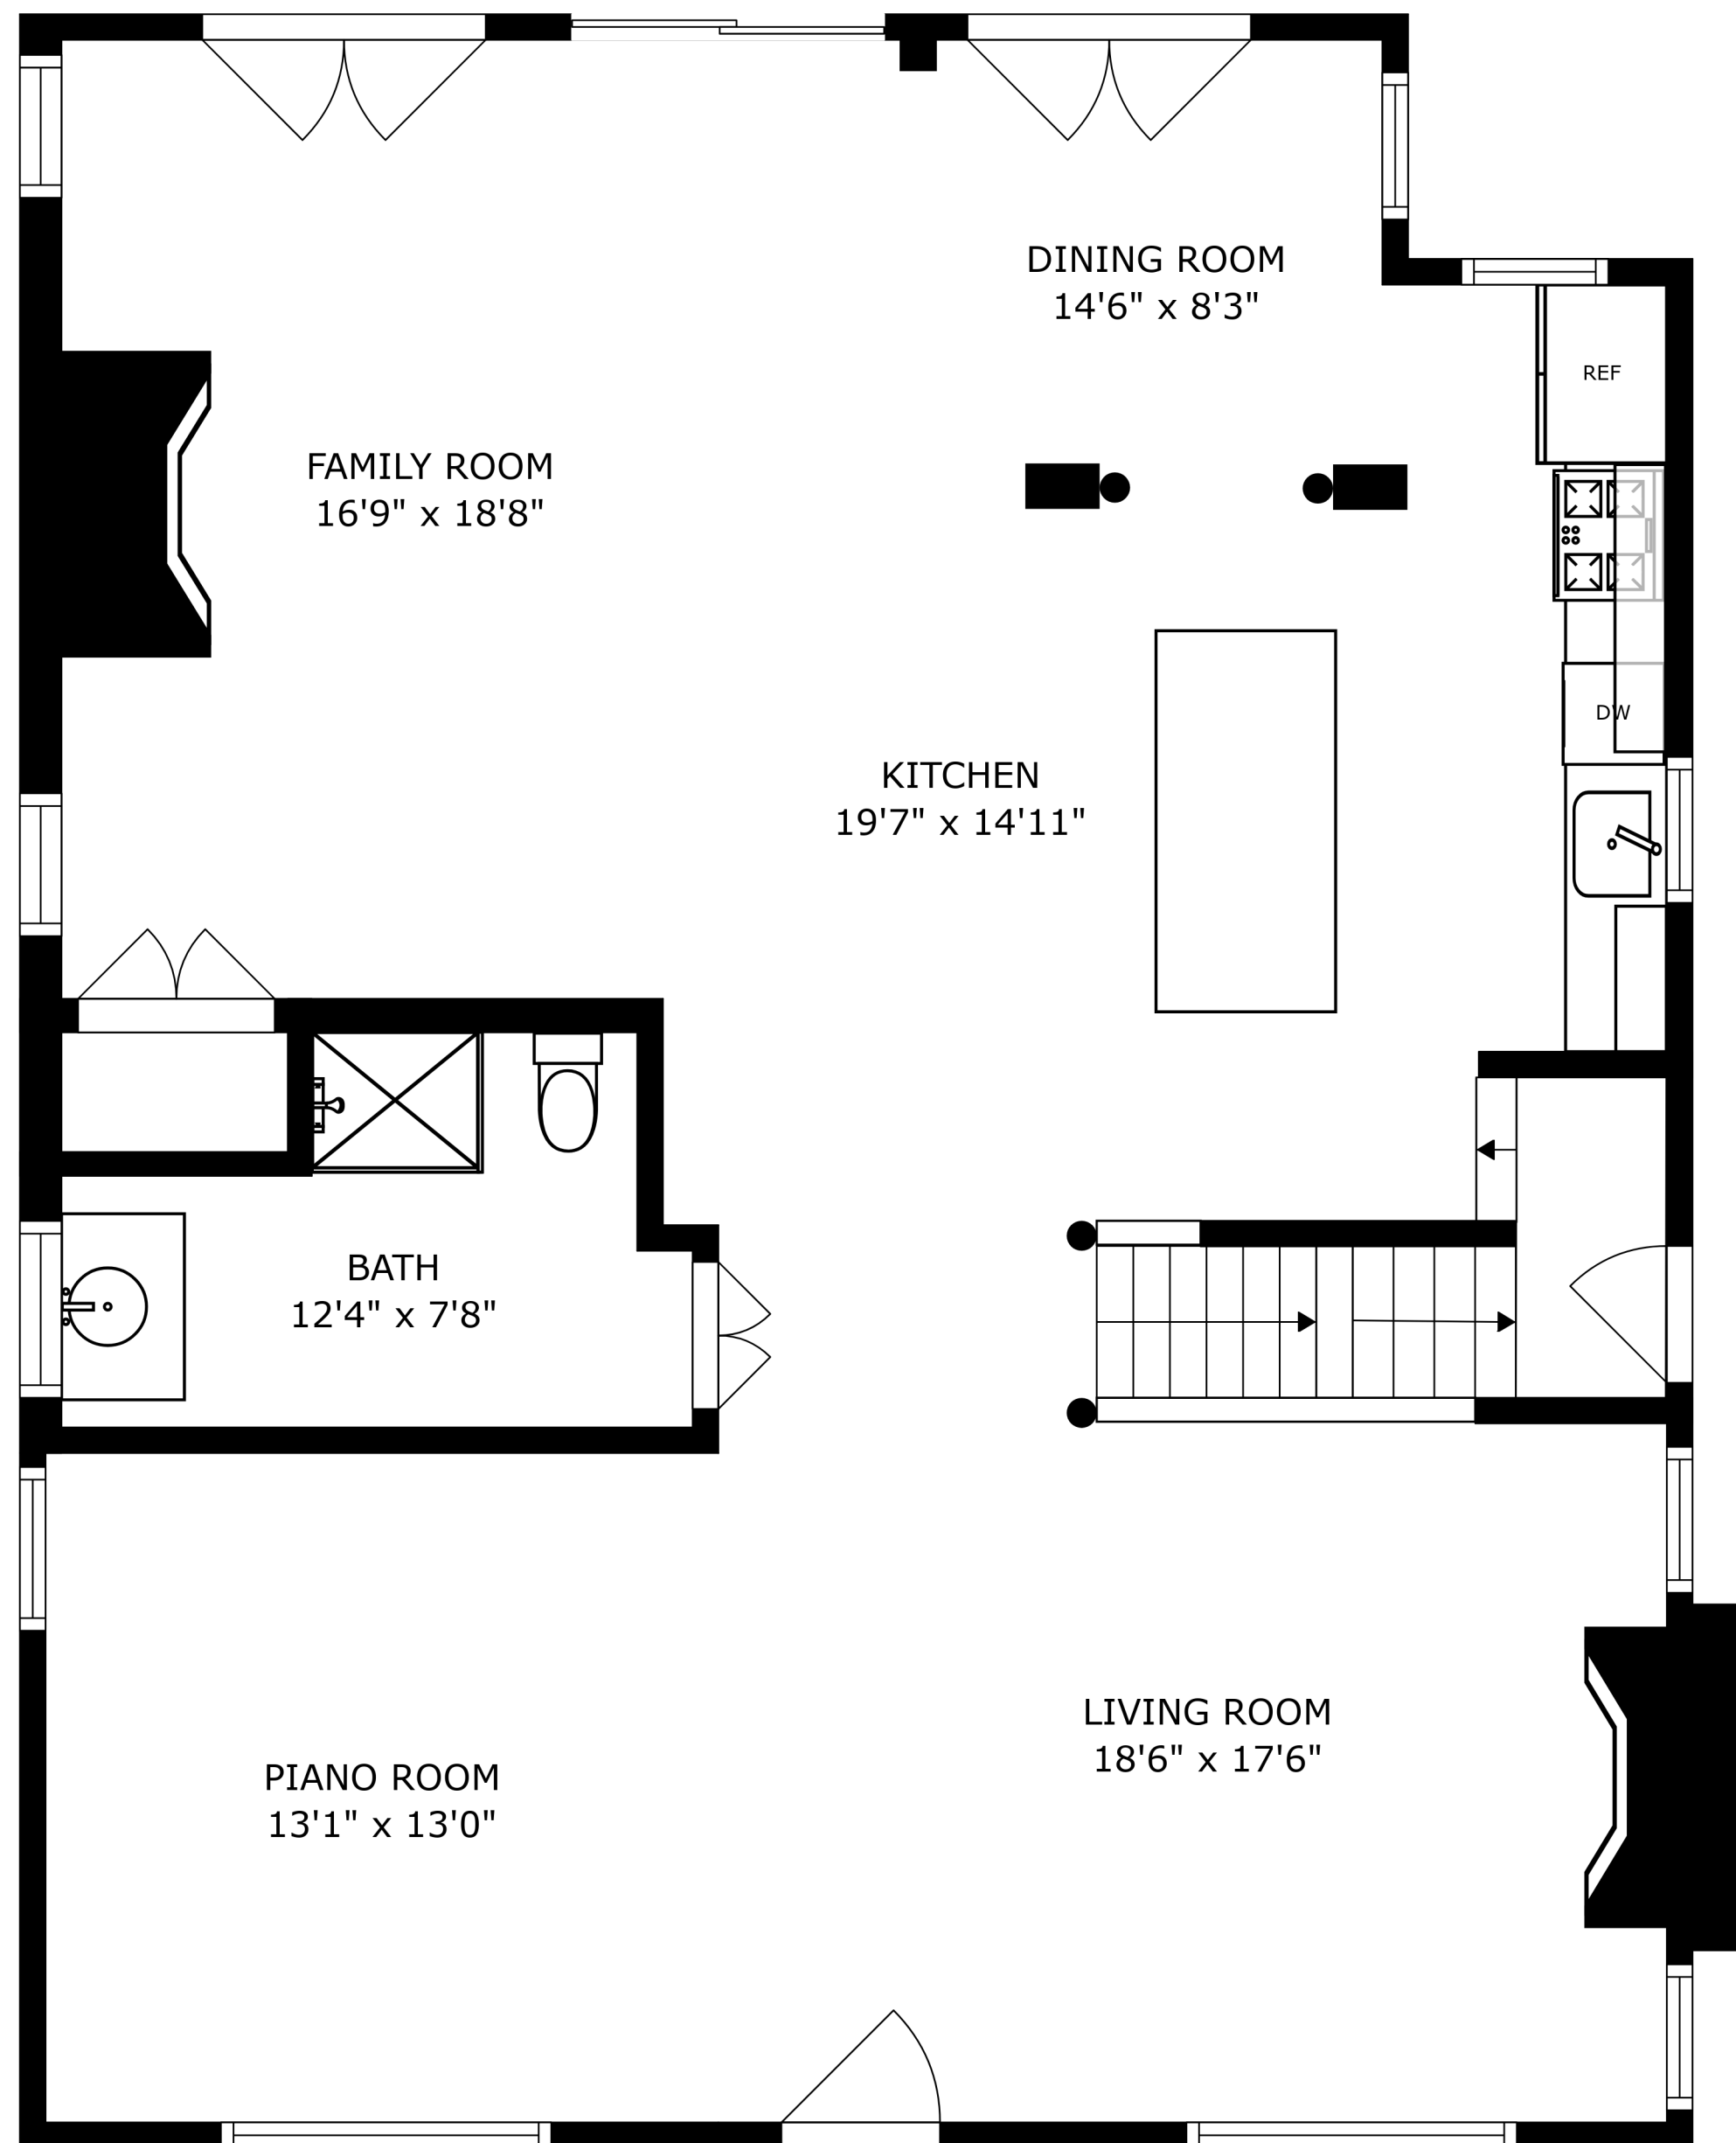 DINING ROOM
14'6" x 8'3"
REF
FAMILY ROOM
16'9" x 18'8"
DW
KITCHEN
19'7" x 14'11"
BATH
12'4" x 7'8"
LIVING ROOM
18'6" x 17'6"
PIANO ROOM
13'1" x 13'0"